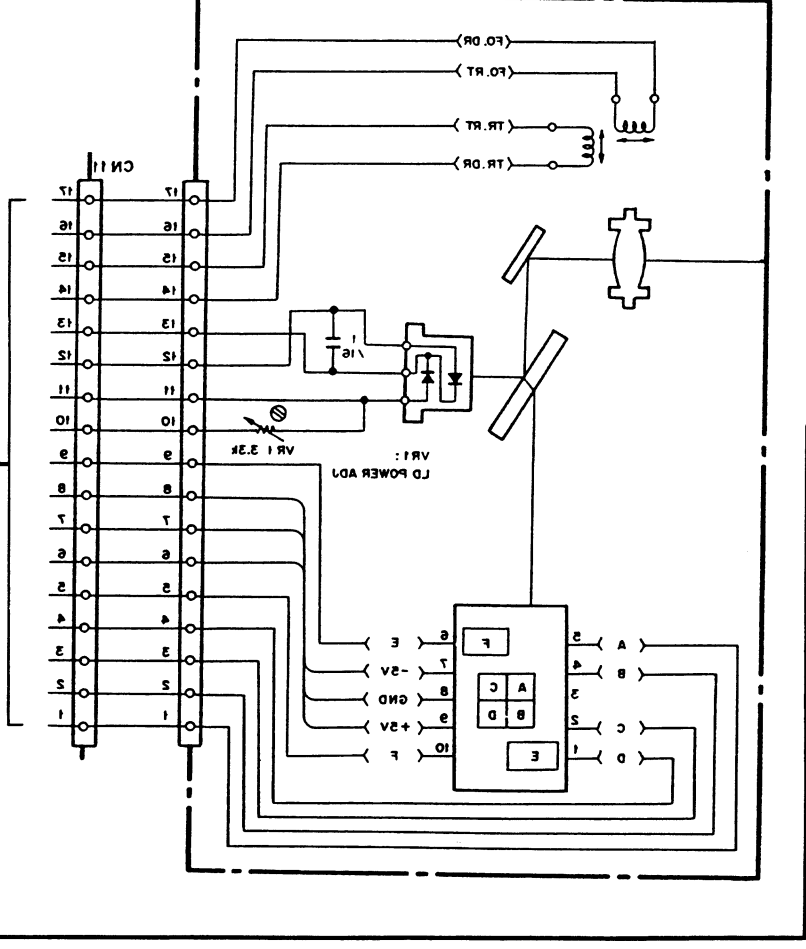 FO.DR
FO.RT
TR.RT
TR.DR
CN11
17 17
16 16
15 15
14 14
13 13
12 12
11 11
10 10
9 9
8 8
7 7
6 6
5 5
4 4
3 3
2 2
1 1
1
/16
VR1 3.3k
VR1:
LD POWER ADJ
E 6 F 5 A
-5V 7 4 B
GND 8 C A 3
+5V 9 D B 2 C
F 10 E 1 D